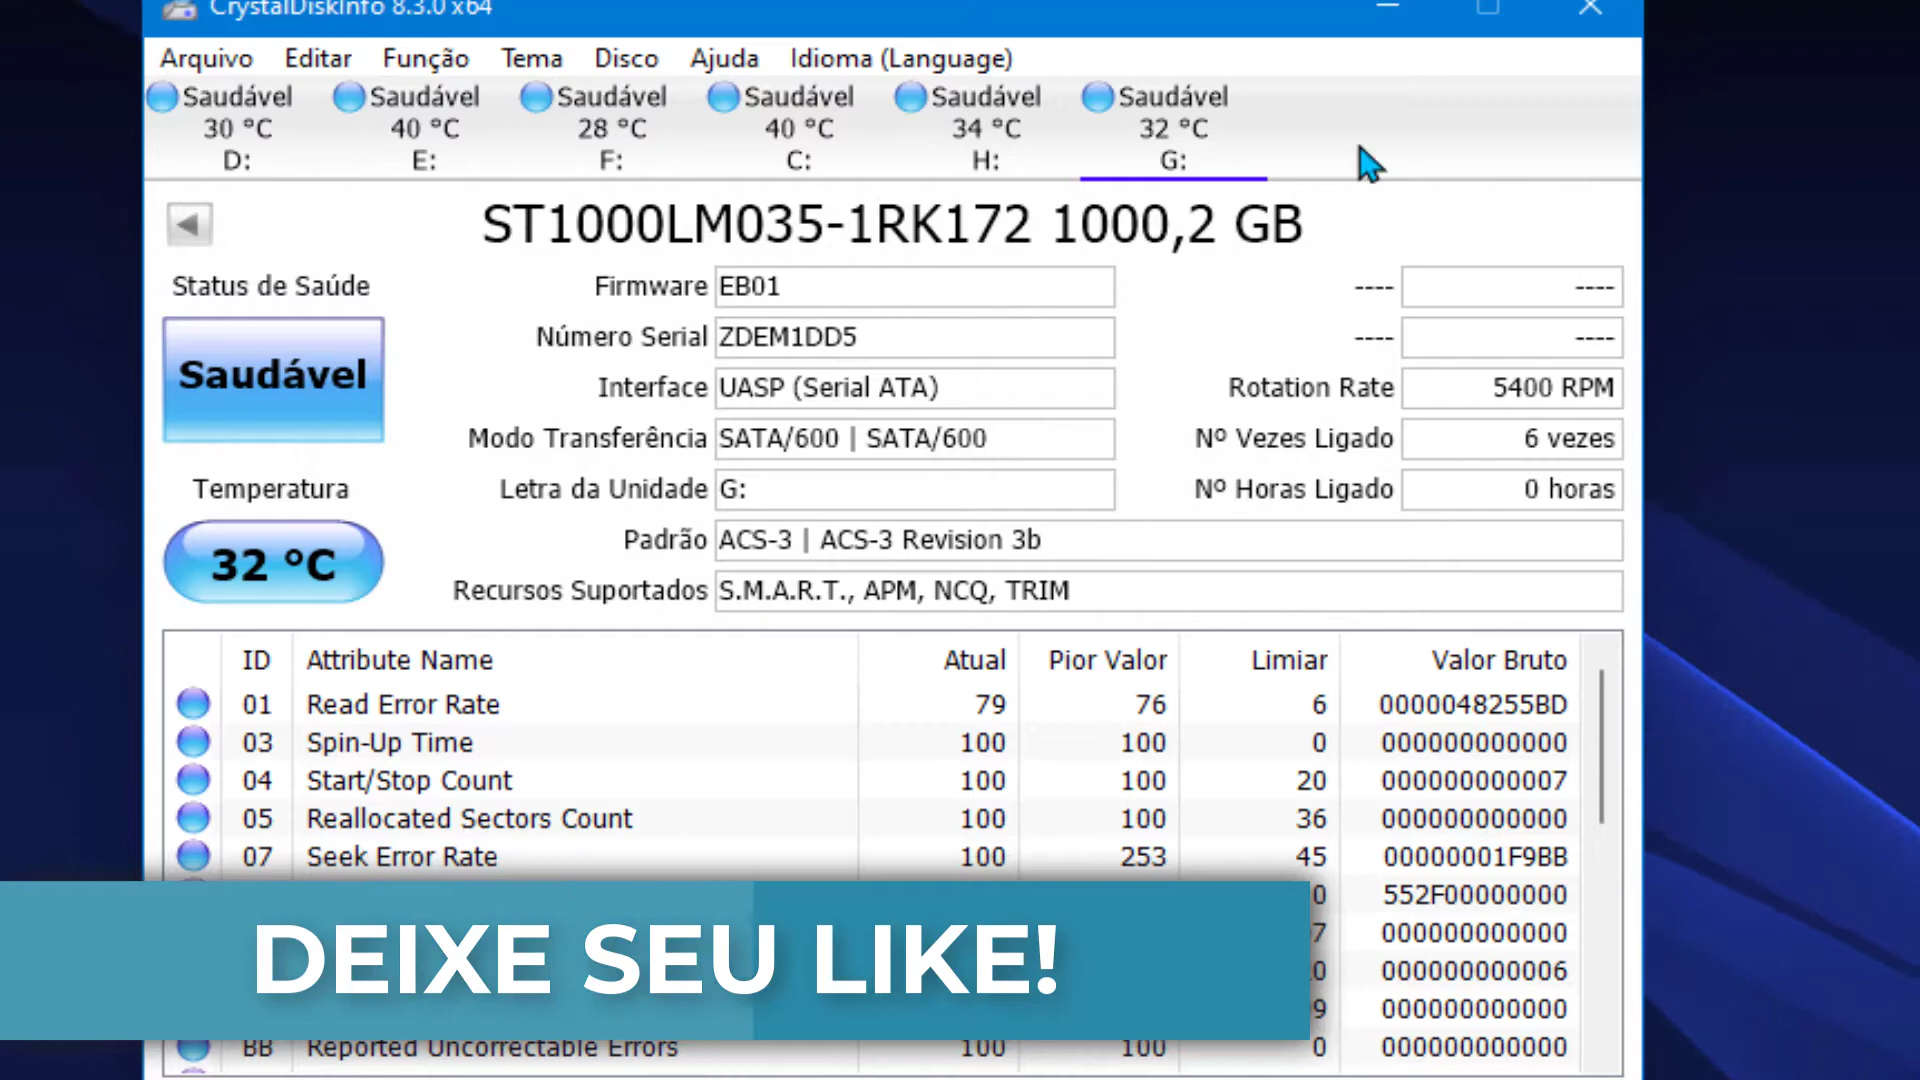 CrystalDiskInfo 8.3.0 x64
Arquivo Editar Função Tema Disco Ajuda Idioma (Language)
Saudável Saudável Saudável Saudável Saudável Saudável
30 °C 40 °C 28 °C 40 °C 34 °C 32 °C
D: E: F: C: H: G:
ST1000LM035-1RK172 1000,2 GB
Status de Saúde
Saudável
Temperatura
32 °C
Firmware EB01 ---- ----
Número Serial ZDEM1DD5 ---- ----
Interface UASP (Serial ATA) Rotation Rate 5400 RPM
Modo Transferência SATA/600 | SATA/600 Nº Vezes Ligado 6 vezes
Letra da Unidade G: Nº Horas Ligado 0 horas
Padrão ACS-3 | ACS-3 Revision 3b
Recursos Suportados S.M.A.R.T., APM, NCQ, TRIM
ID Attribute Name Atual Pior Valor Limiar Valor Bruto
01 Read Error Rate 79 76 6 0000048255BD
03 Spin-Up Time 100 100 0 000000000000
04 Start/Stop Count 100 100 20 000000000007
05 Reallocated Sectors Count 100 100 36 000000000000
07 Seek Error Rate 100 253 45 00000001F9BB
0 552F00000000
7 000000000000
0 000000000006
9 000000000000
BB Reported Uncorrectable Errors 100 100 0 000000000000
DEIXE SEU LIKE!